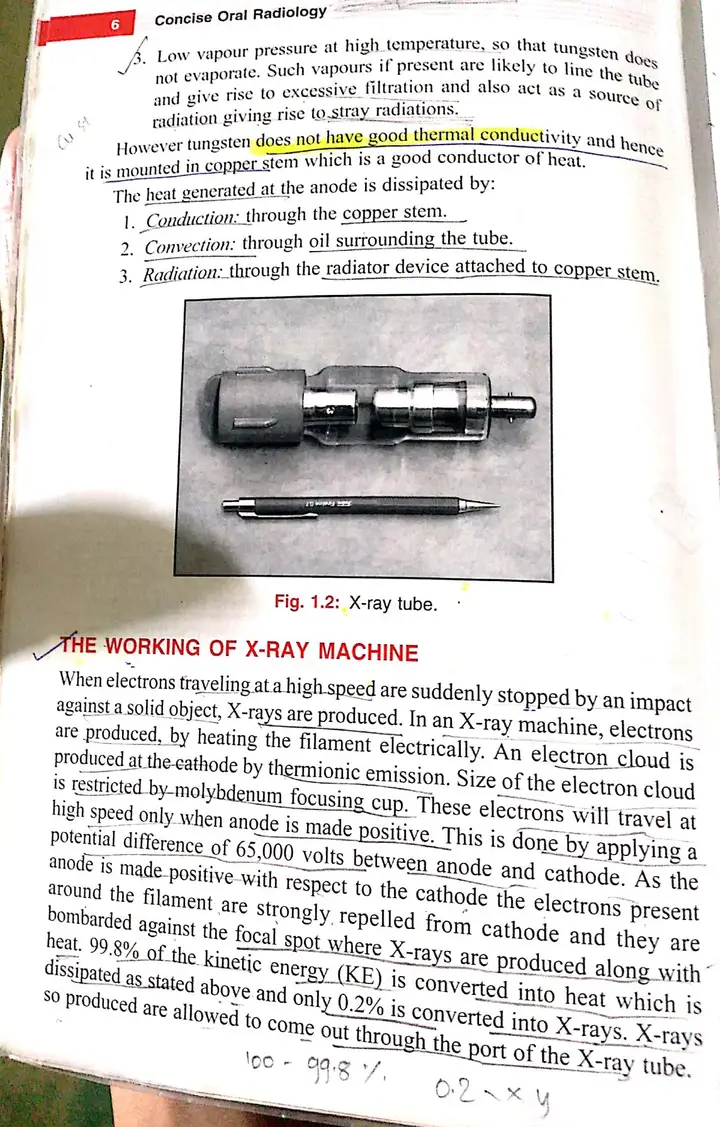 6 Concise Oral Radiology
3. Low vapour pressure at high temperature, so that tungsten does
not evaporate. Such vapours if present are likely to line the tube
and give rise to excessive filtration and also act as a source of
radiation giving rise to stray radiations.
Cu st
However tungsten does not have good thermal conductivity and hence
it is mounted in copper stem which is a good conductor of heat.
The heat generated at the anode is dissipated by:
1. Conduction: through the copper stem.
2. Convection: through oil surrounding the tube.
3. Radiation: through the radiator device attached to copper stem.
Fig. 1.2: X-ray tube.
THE WORKING OF X-RAY MACHINE
When electrons traveling at a high speed are suddenly stopped by an impact
against a solid object, X-rays are produced. In an X-ray machine, electrons
are produced, by heating the filament electrically. An electron cloud is
produced at the cathode by thermionic emission. Size of the electron cloud
is restricted by molybdenum focusing cup. These electrons will travel at
high speed only when anode is made positive. This is done by applying a
potential difference of 65,000 volts between anode and cathode. As the
anode is made positive with respect to the cathode the electrons present
around the filament are strongly repelled from cathode and they are
bombarded against the focal spot where X-rays are produced along with
heat. 99.8% of the kinetic energy (KE) is converted into heat which is
dissipated as stated above and only 0.2% is converted into X-rays. X-rays
so produced are allowed to come out through the port of the X-ray tube.
100 - 99.8 %.
0.2 - x y